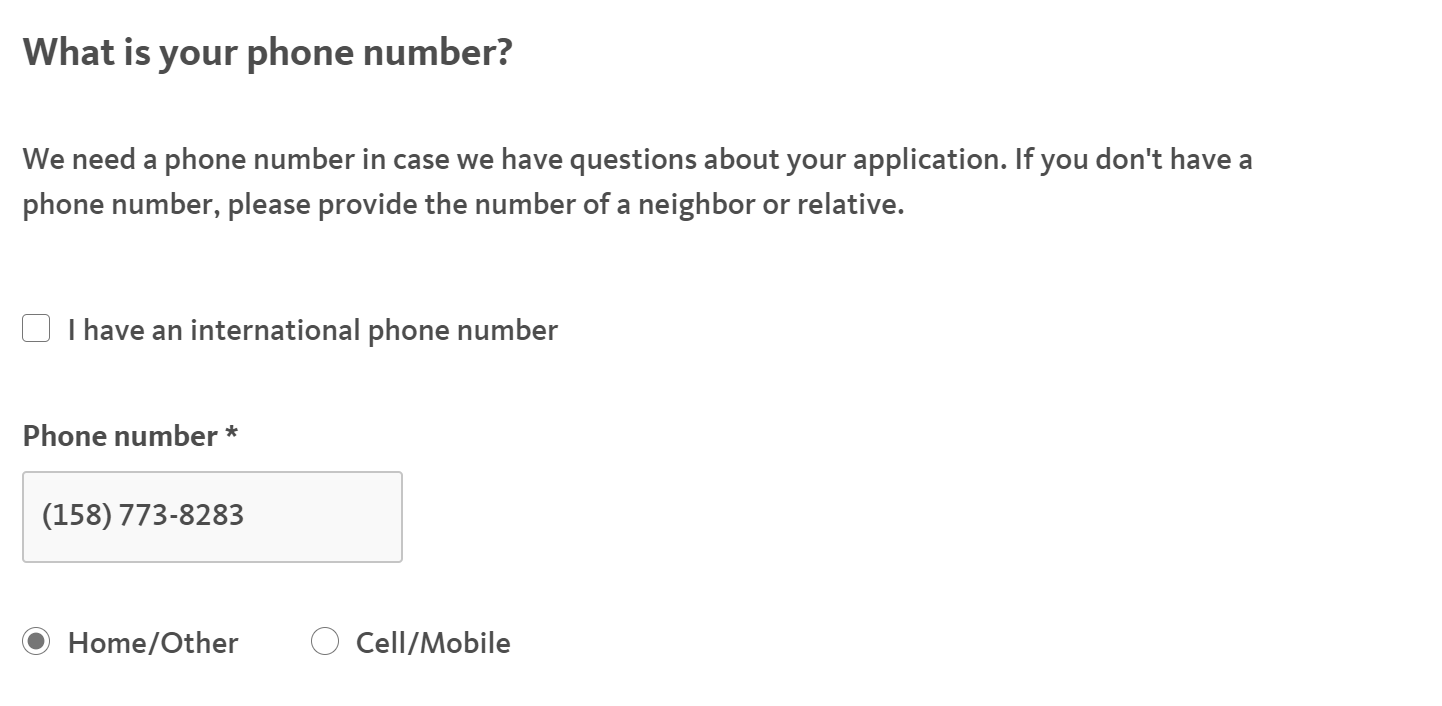 What is your phone number?
We need a phone number in case we have questions about your application. If you don't have a
phone number, please provide the number of a neighbor or relative.
I have an international phone number
Phone number *
(158) 773-8283
Home/Other Cell/Mobile